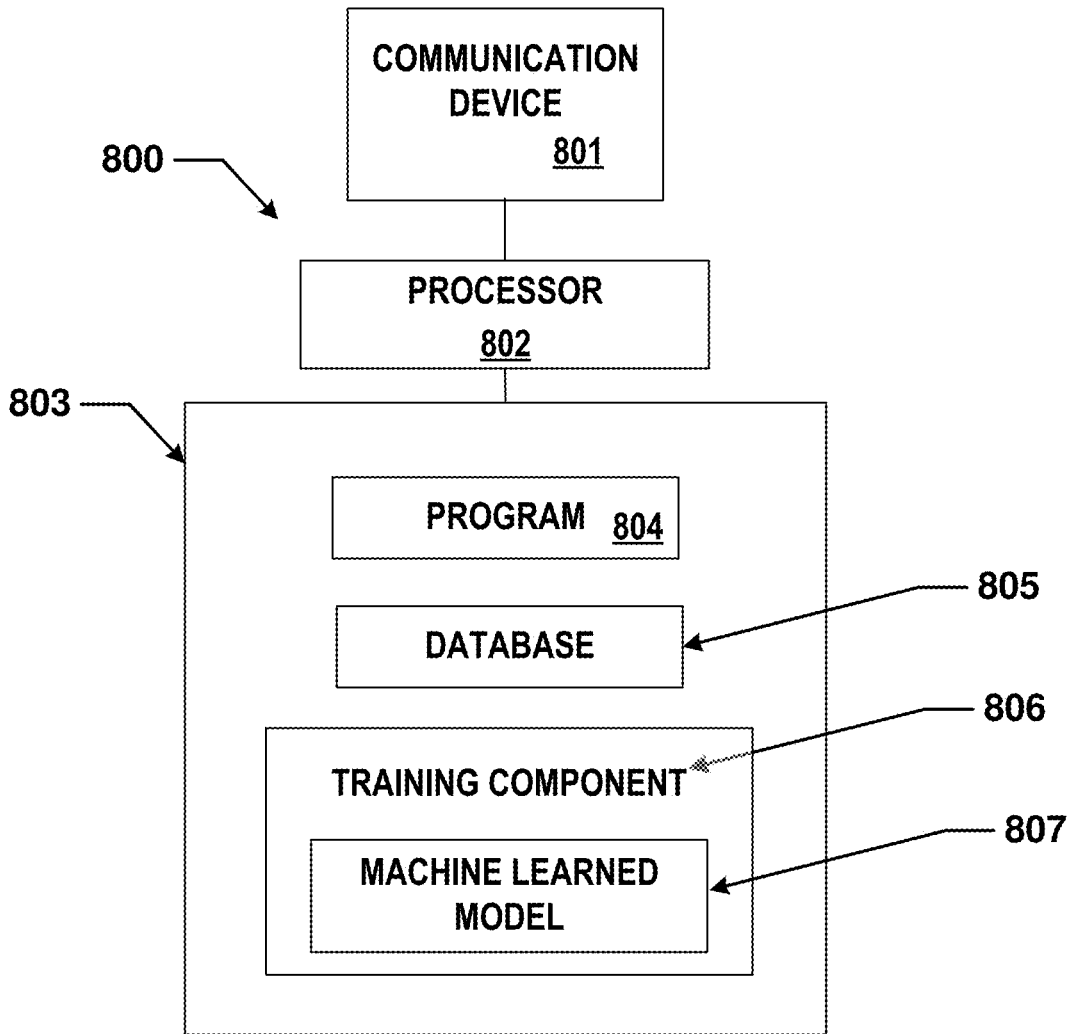 COMMUNICATION
DEVICE
801
800
PROCESSOR
802
803
PROGRAM 804
805
DATABASE
806
TRAINING COMPONENT
807
MACHINE LEARNED
MODEL